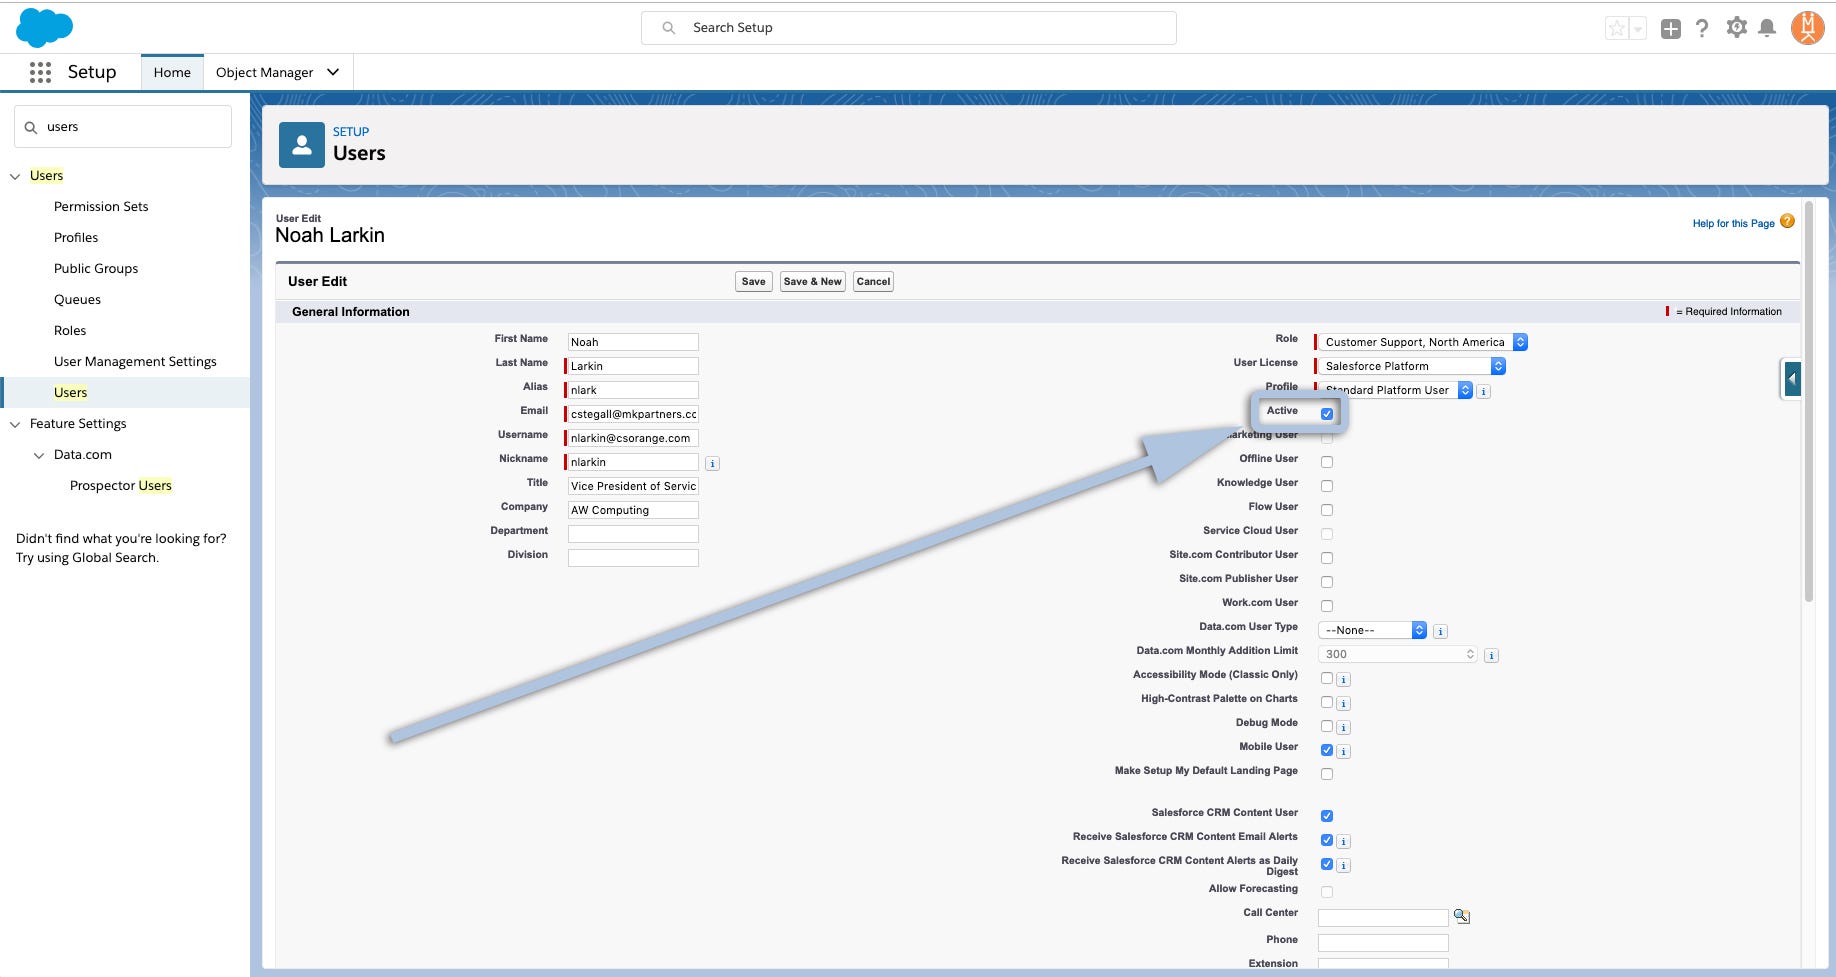 Search Setup
Setup
Home
Object Manager
users
Users
Permission Sets
Profiles
Public Groups
Queues
Roles
User Management Settings
Users
Feature Settings
Data.com
Prospector Users
Didn't find what you're looking for?
Try using Global Search.
SETUP
Users
User Edit
Noah Larkin
Help for this Page ?
User Edit
Save
Save & New
Cancel
General Information
= Required Information
First Name Noah
Last Name Larkin
Alias nlark
Email cstegall@mkpartners.cc
Username nlarkin@csorange.com
Nickname nlarkin i
Title Vice President of Servic
Company AW Computing
Department
Division
Role Customer Support, North America
User License Salesforce Platform
Profile Standard Platform User i
Active
Marketing User
Offline User
Knowledge User
Flow User
Service Cloud User
Site.com Contributor User
Site.com Publisher User
Work.com User
Data.com User Type --None-- i
Data.com Monthly Addition Limit 300 i
Accessibility Mode (Classic Only) i
High-Contrast Palette on Charts i
Debug Mode i
Mobile User i
Make Setup My Default Landing Page
Salesforce CRM Content User
Receive Salesforce CRM Content Email Alerts i
Receive Salesforce CRM Content Alerts as Daily i
Digest
Allow Forecasting
Call Center
Phone
Extension